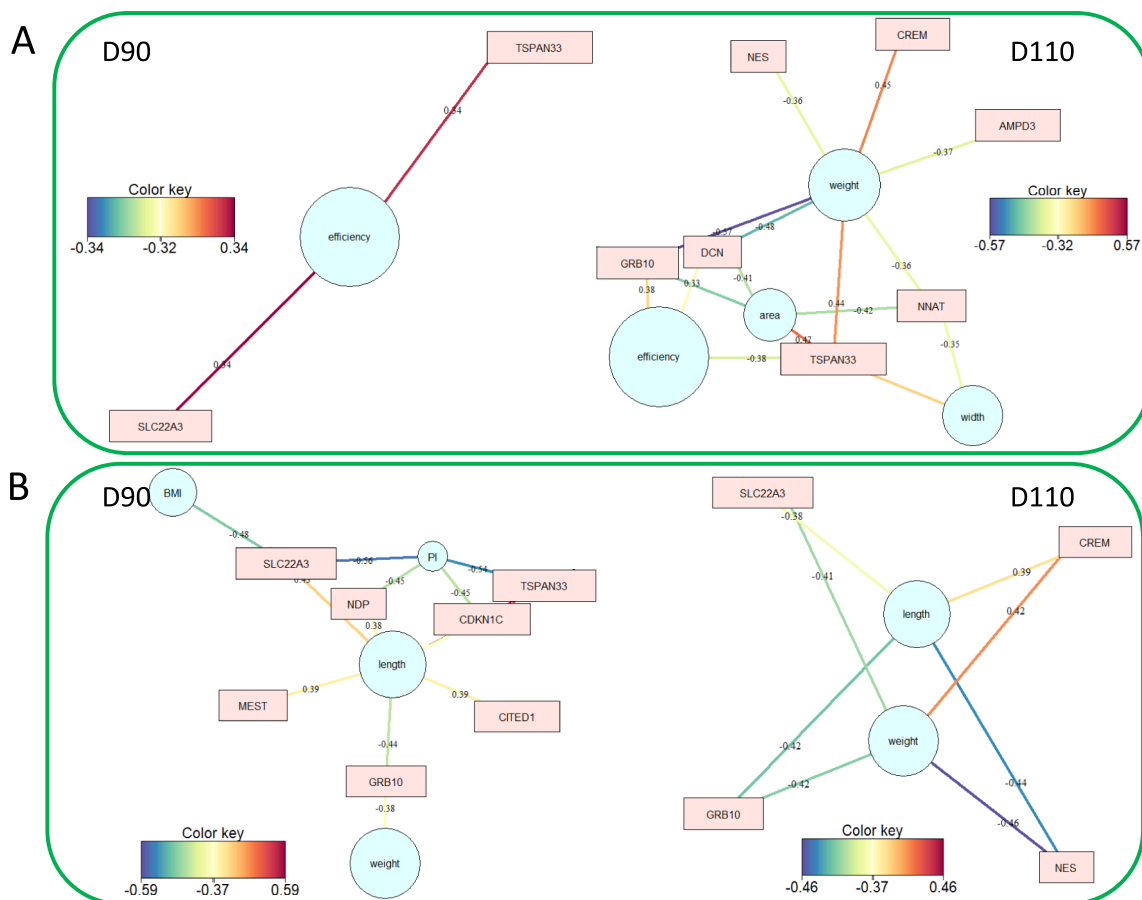 A
D90
TSPAN33
0.34
Color key
-0.34 -0.32 0.34
efficiency
0.34
SLC22A3
D110
NES
CREM
-0.36
0.45
AMPD3
-0.37
weight
Color key
-0.57 -0.32 0.57
-0.57
-0.48
DCN
GRB10
-0.41
-0.36
0.38
0.33
area
0.44
-0.42
NNAT
0.47
-0.35
efficiency
-0.38
TSPAN33
width
B
D90
BMI
-0.48
SLC22A3
-0.56
PI
-0.54
TSPAN33
0.43
-0.45
-0.45
NDP
CDKN1C
0.38
length
0.39
0.39
MEST
CITED1
-0.44
GRB10
-0.38
Color key
-0.59 -0.37 0.59
weight
D110
SLC22A3
-0.38
CREM
0.39
-0.41
0.42
length
weight
-0.42
-0.42
-0.44
GRB10
-0.46
Color key
-0.46 -0.37 0.46
NES